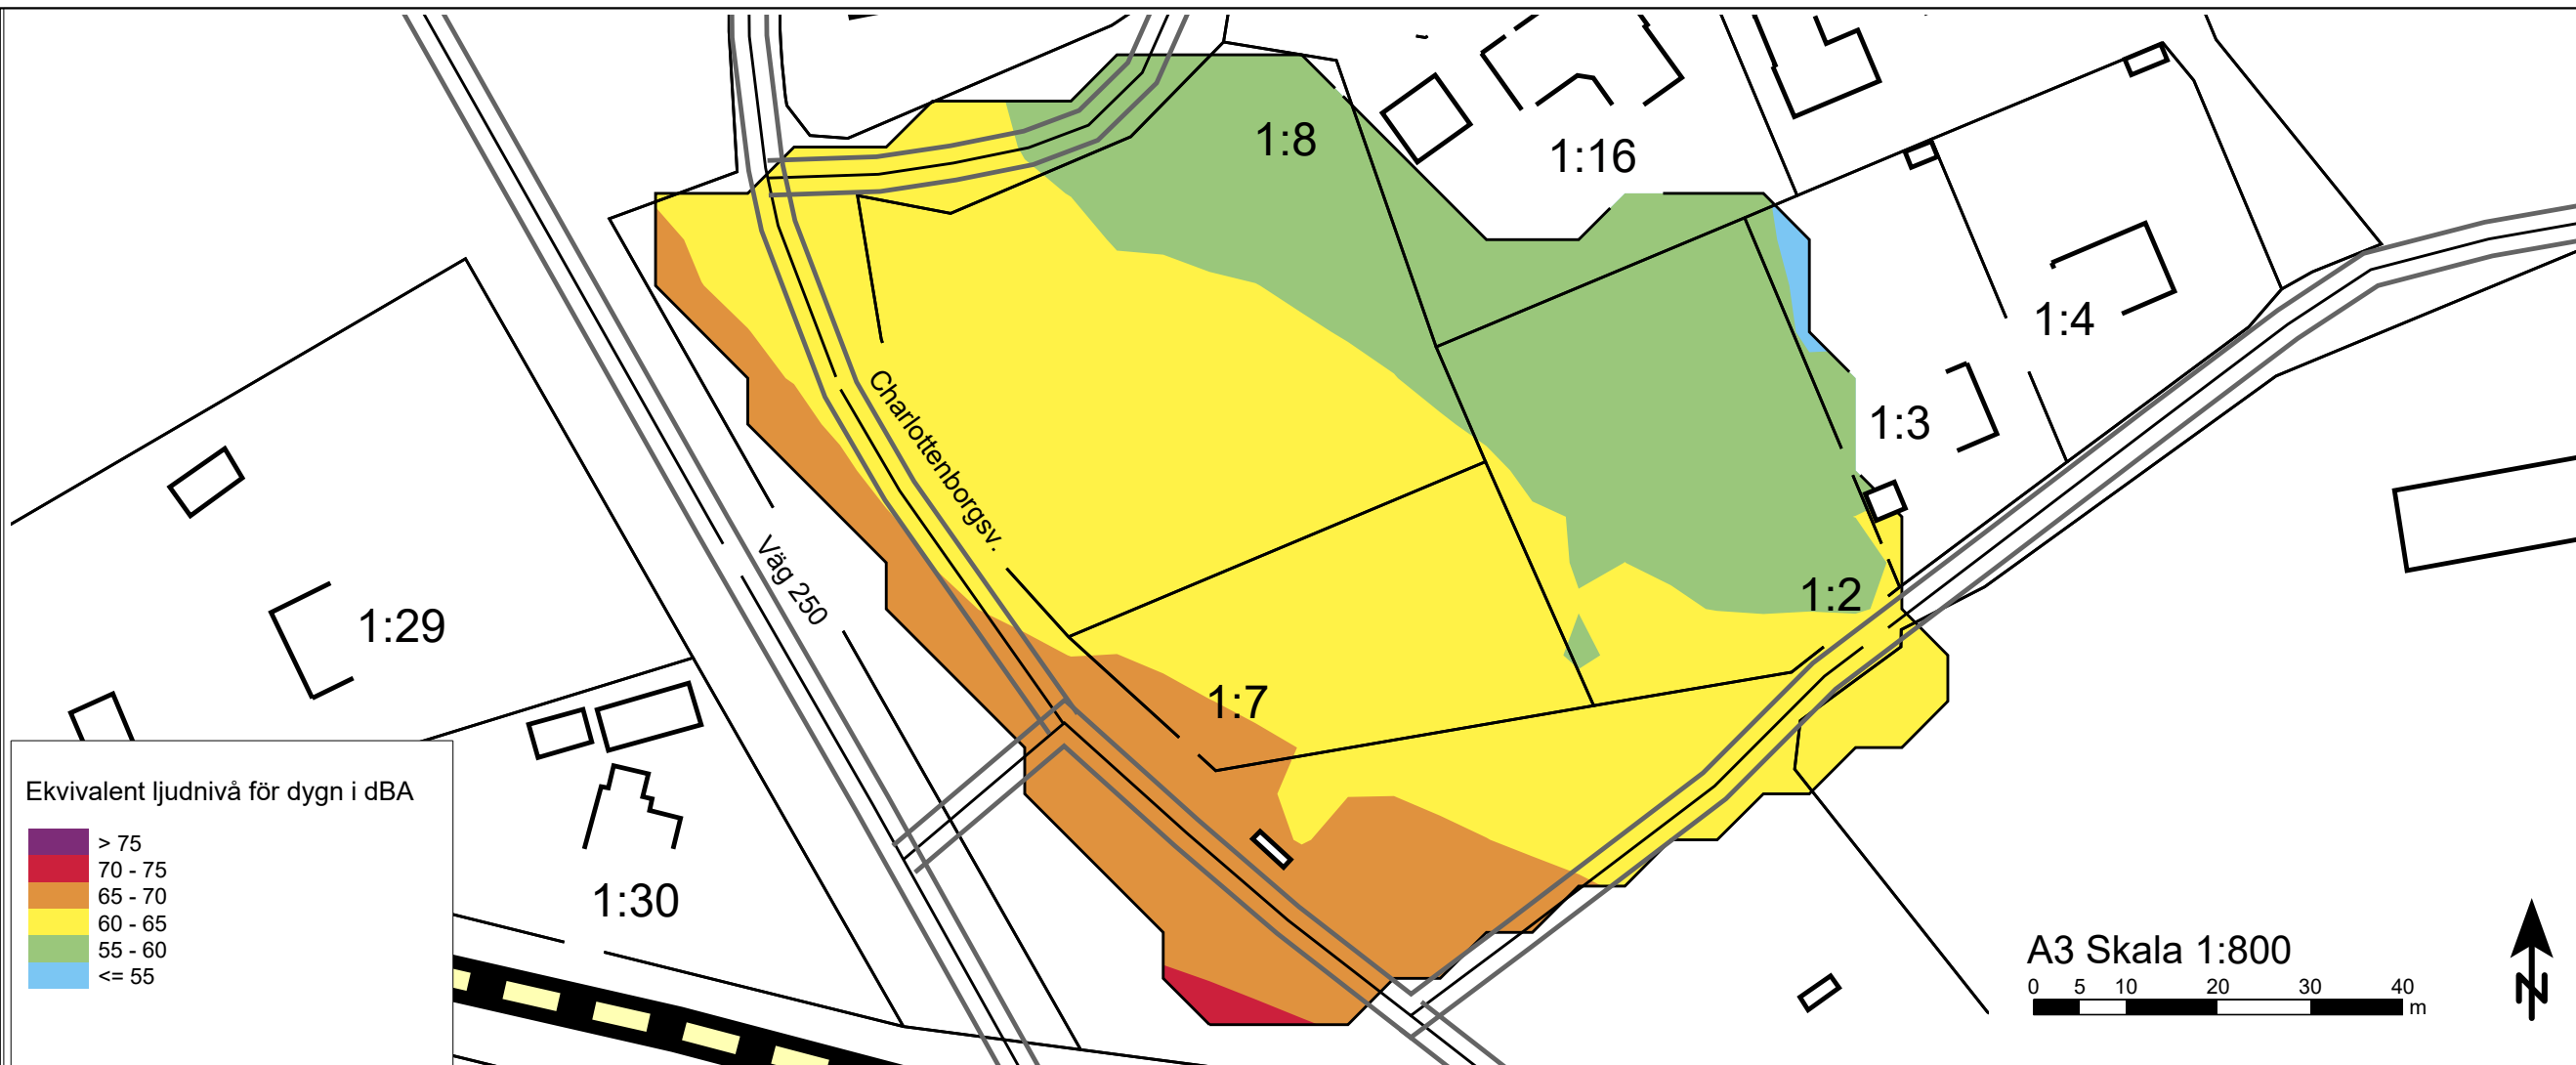 1:8
1:16
1:4
1:3
Charlottenborgsv.
Väg 250
1:2
1:29
1:7
1:30
Ekvivalent ljudnivå för dygn i dBA
> 75
70 - 75
65 - 70
60 - 65
55 - 60
<= 55
A3 Skala 1:800
0 5 10 20 30 40
m
N